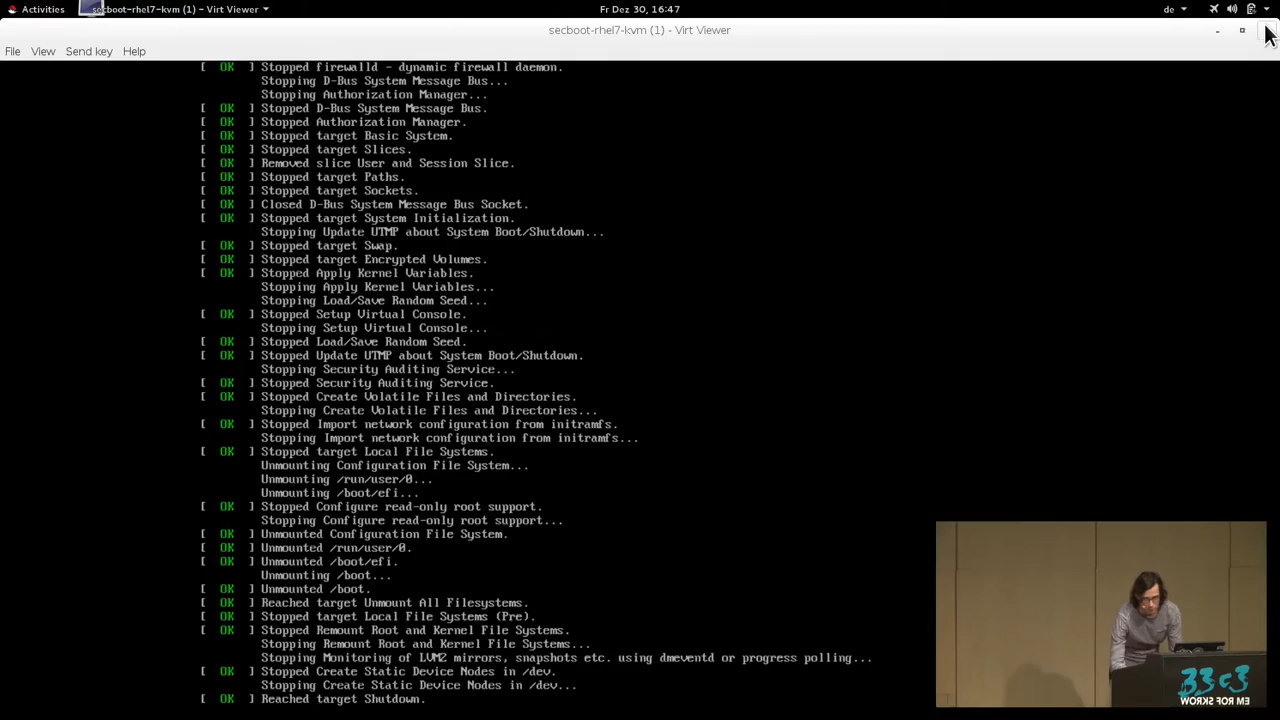 Activities secboot-rhel7-kvm (1) - Virt Viewer Fr Dez 30, 16:47 de
secboot-rhel7-kvm (1) - Virt Viewer
File View Send key Help
[ OK ] Stopped firewalld - dynamic firewall daemon.
Stopping D-Bus System Message Bus...
Stopping Authorization Manager...
[ OK ] Stopped D-Bus System Message Bus.
[ OK ] Stopped Authorization Manager.
[ OK ] Stopped target Basic System.
[ OK ] Stopped target Slices.
[ OK ] Removed slice User and Session Slice.
[ OK ] Stopped target Paths.
[ OK ] Stopped target Sockets.
[ OK ] Closed D-Bus System Message Bus Socket.
[ OK ] Stopped target System Initialization.
Stopping Update UTMP about System Boot/Shutdown...
[ OK ] Stopped target Swap.
[ OK ] Stopped target Encrypted Volumes.
[ OK ] Stopped Apply Kernel Variables.
Stopping Apply Kernel Variables...
Stopping Load/Save Random Seed...
[ OK ] Stopped Setup Virtual Console.
Stopping Setup Virtual Console...
[ OK ] Stopped Load/Save Random Seed.
[ OK ] Stopped Update UTMP about System Boot/Shutdown.
Stopping Security Auditing Service...
[ OK ] Stopped Security Auditing Service.
[ OK ] Stopped Create Volatile Files and Directories.
Stopping Create Volatile Files and Directories...
[ OK ] Stopped Import network configuration from initramfs.
Stopping Import network configuration from initramfs...
[ OK ] Stopped target Local File Systems.
Unmounting Configuration File System...
Unmounting /run/user/0...
Unmounting /boot/efi...
[ OK ] Stopped Configure read-only root support.
Stopping Configure read-only root support...
[ OK ] Unmounted Configuration File System.
[ OK ] Unmounted /run/user/0.
[ OK ] Unmounted /boot/efi.
Unmounting /boot...
[ OK ] Unmounted /boot.
[ OK ] Reached target Unmount All Filesystems.
[ OK ] Stopped target Local File Systems (Pre).
[ OK ] Stopped Remount Root and Kernel File Systems.
Stopping Remount Root and Kernel File Systems...
Stopping Monitoring of LVM2 mirrors, snapshots etc. using dmeventd or progress polling...
[ OK ] Stopped Create Static Device Nodes in /dev.
Stopping Create Static Device Nodes in /dev...
[ OK ] Reached target Shutdown.
33c3
EM ROF SKROW